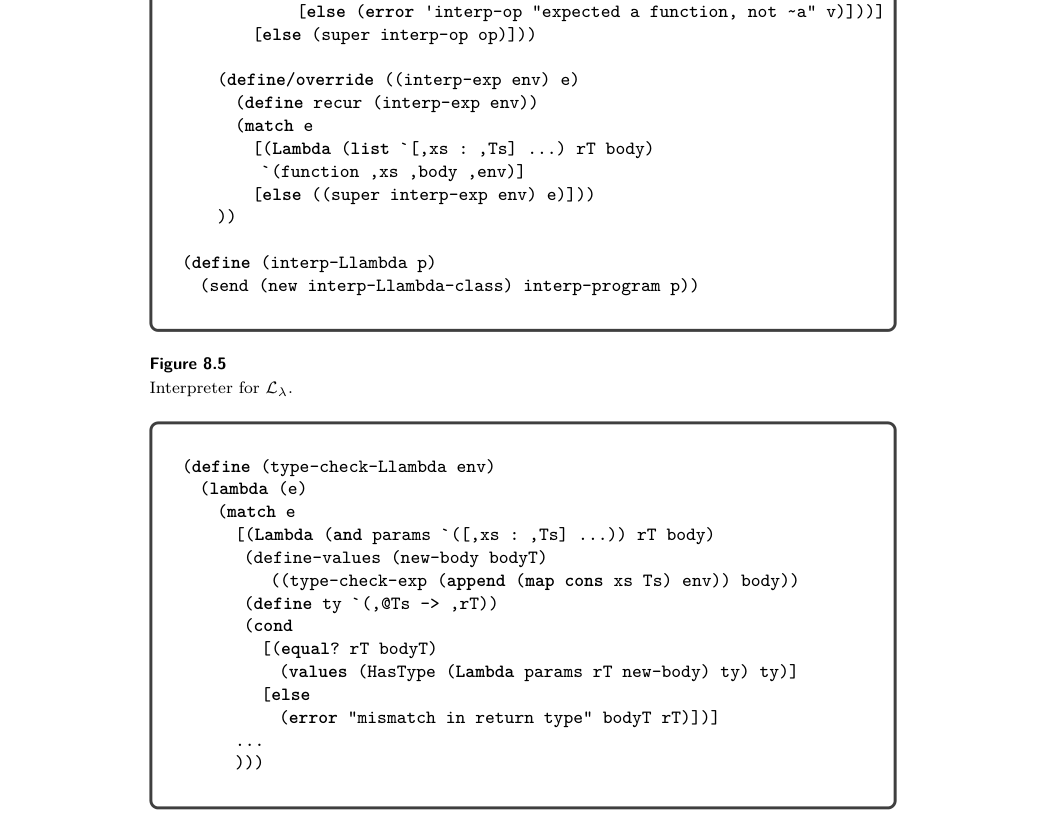 [else (error 'interp-op "expected a function, not ~a" v)]))]
[else (super interp-op op)]))
(define/override ((interp-exp env) e)
(define recur (interp-exp env))
(match e
[(Lambda (list `[,xs : ,Ts] ...) rT body)
`(function ,xs ,body ,env)]
[else ((super interp-exp env) e)]))
))
(define (interp-Llambda p)
(send (new interp-Llambda-class) interp-program p))
Figure 8.5
Interpreter for ℒλ.
(define (type-check-Llambda env)
(lambda (e)
(match e
[(Lambda (and params `([,xs : ,Ts] ...)) rT body)
(define-values (new-body bodyT)
((type-check-exp (append (map cons xs Ts) env)) body))
(define ty `(,@Ts -> ,rT))
(cond
[(equal? rT bodyT)
(values (HasType (Lambda params rT new-body) ty) ty)]
[else
(error "mismatch in return type" bodyT rT)])]
...
)))